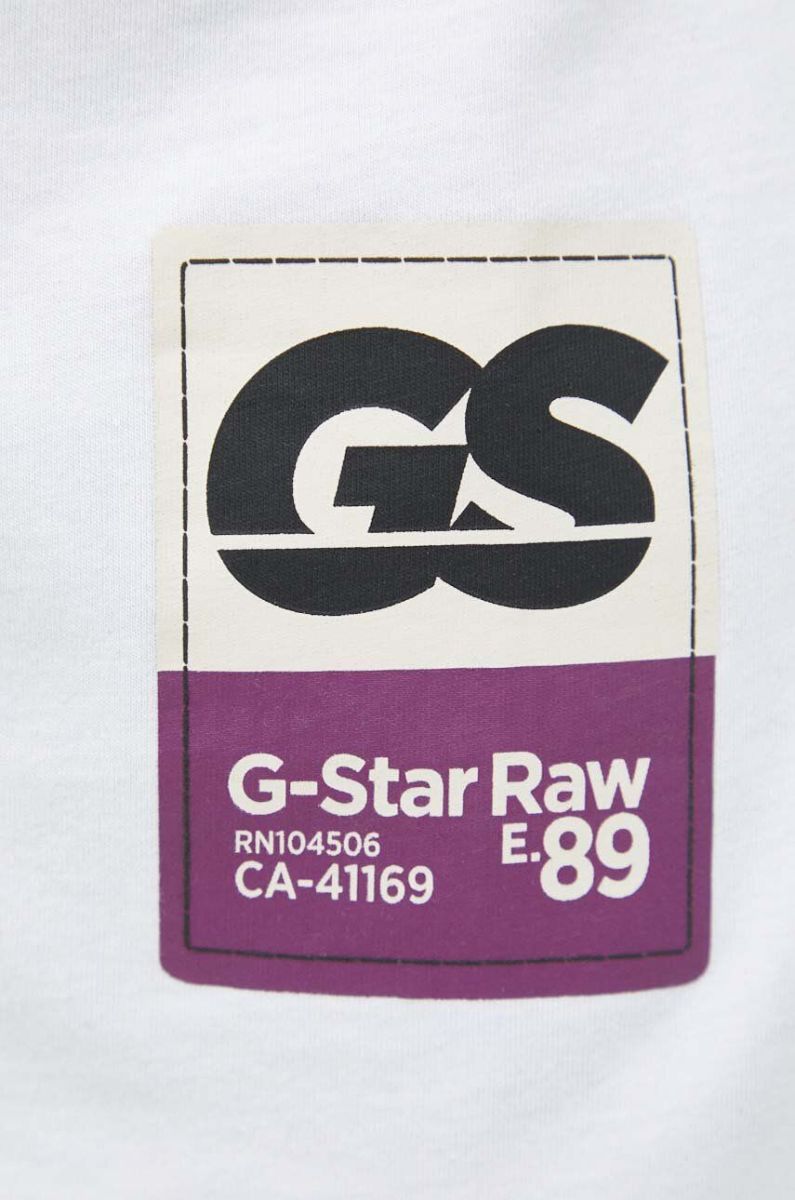 GS
G-Star Raw
RN104506
E.89
CA-41169